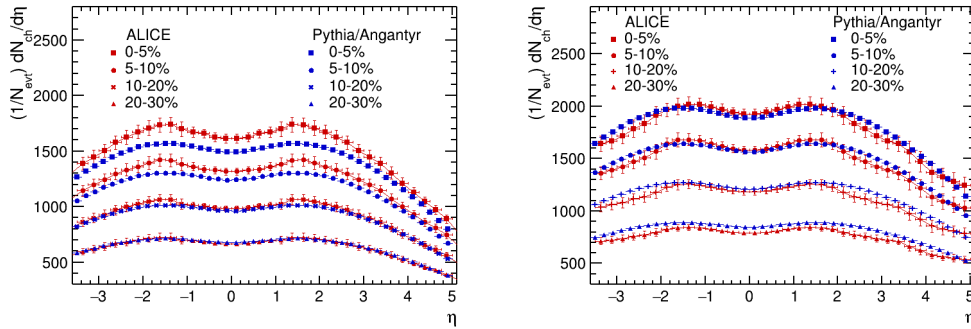 (1/N_evt) dN_ch/dη
2500
2000
1500
1000
500
ALICE
0-5%
5-10%
10-20%
20-30%
Pythia/Angantyr
0-5%
5-10%
10-20%
20-30%
−3 −2 −1 0 1 2 3 4 5
η
(1/N_evt) dN_ch/dη
2500
2000
1500
1000
500
ALICE
0-5%
5-10%
10-20%
20-30%
Pythia/Angantyr
0-5%
5-10%
10-20%
20-30%
−3 −2 −1 0 1 2 3 4 5
η